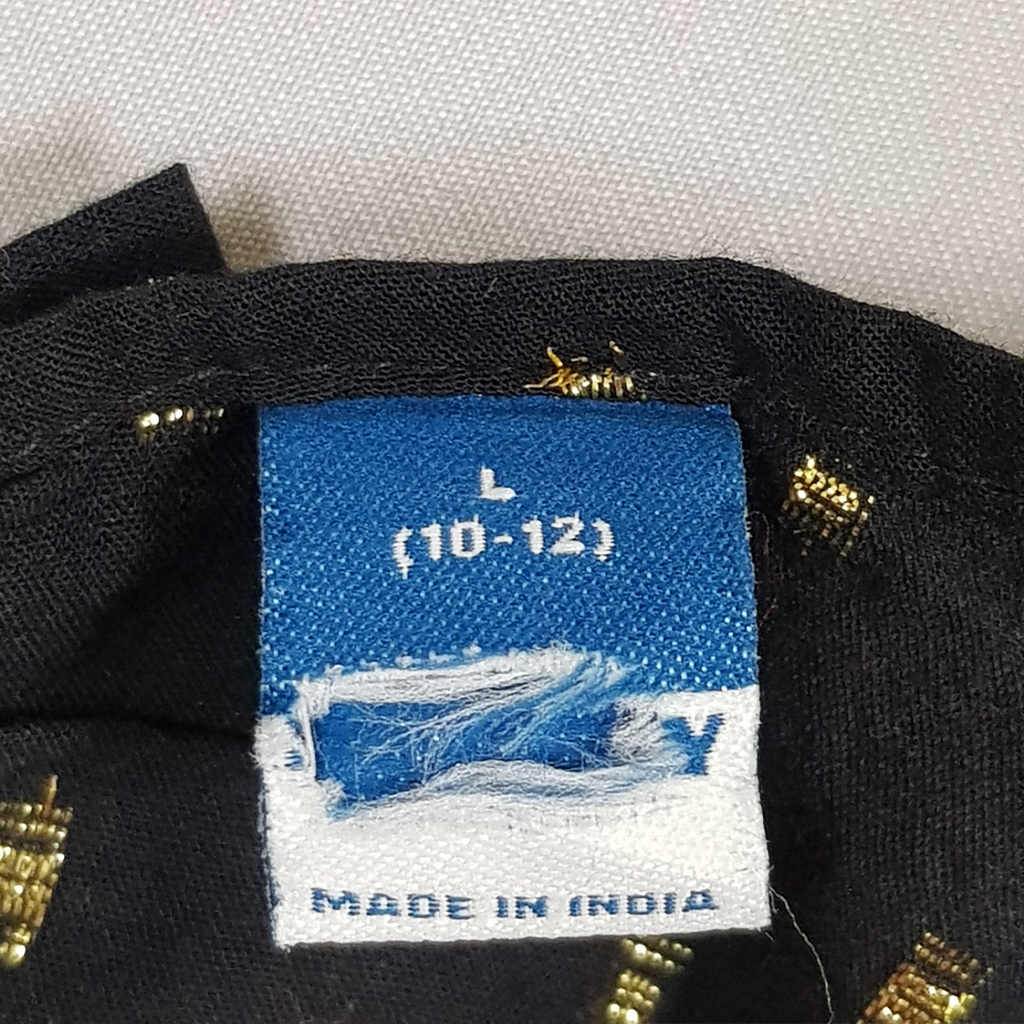 L
(10-12)
Y
MADE IN INDIA